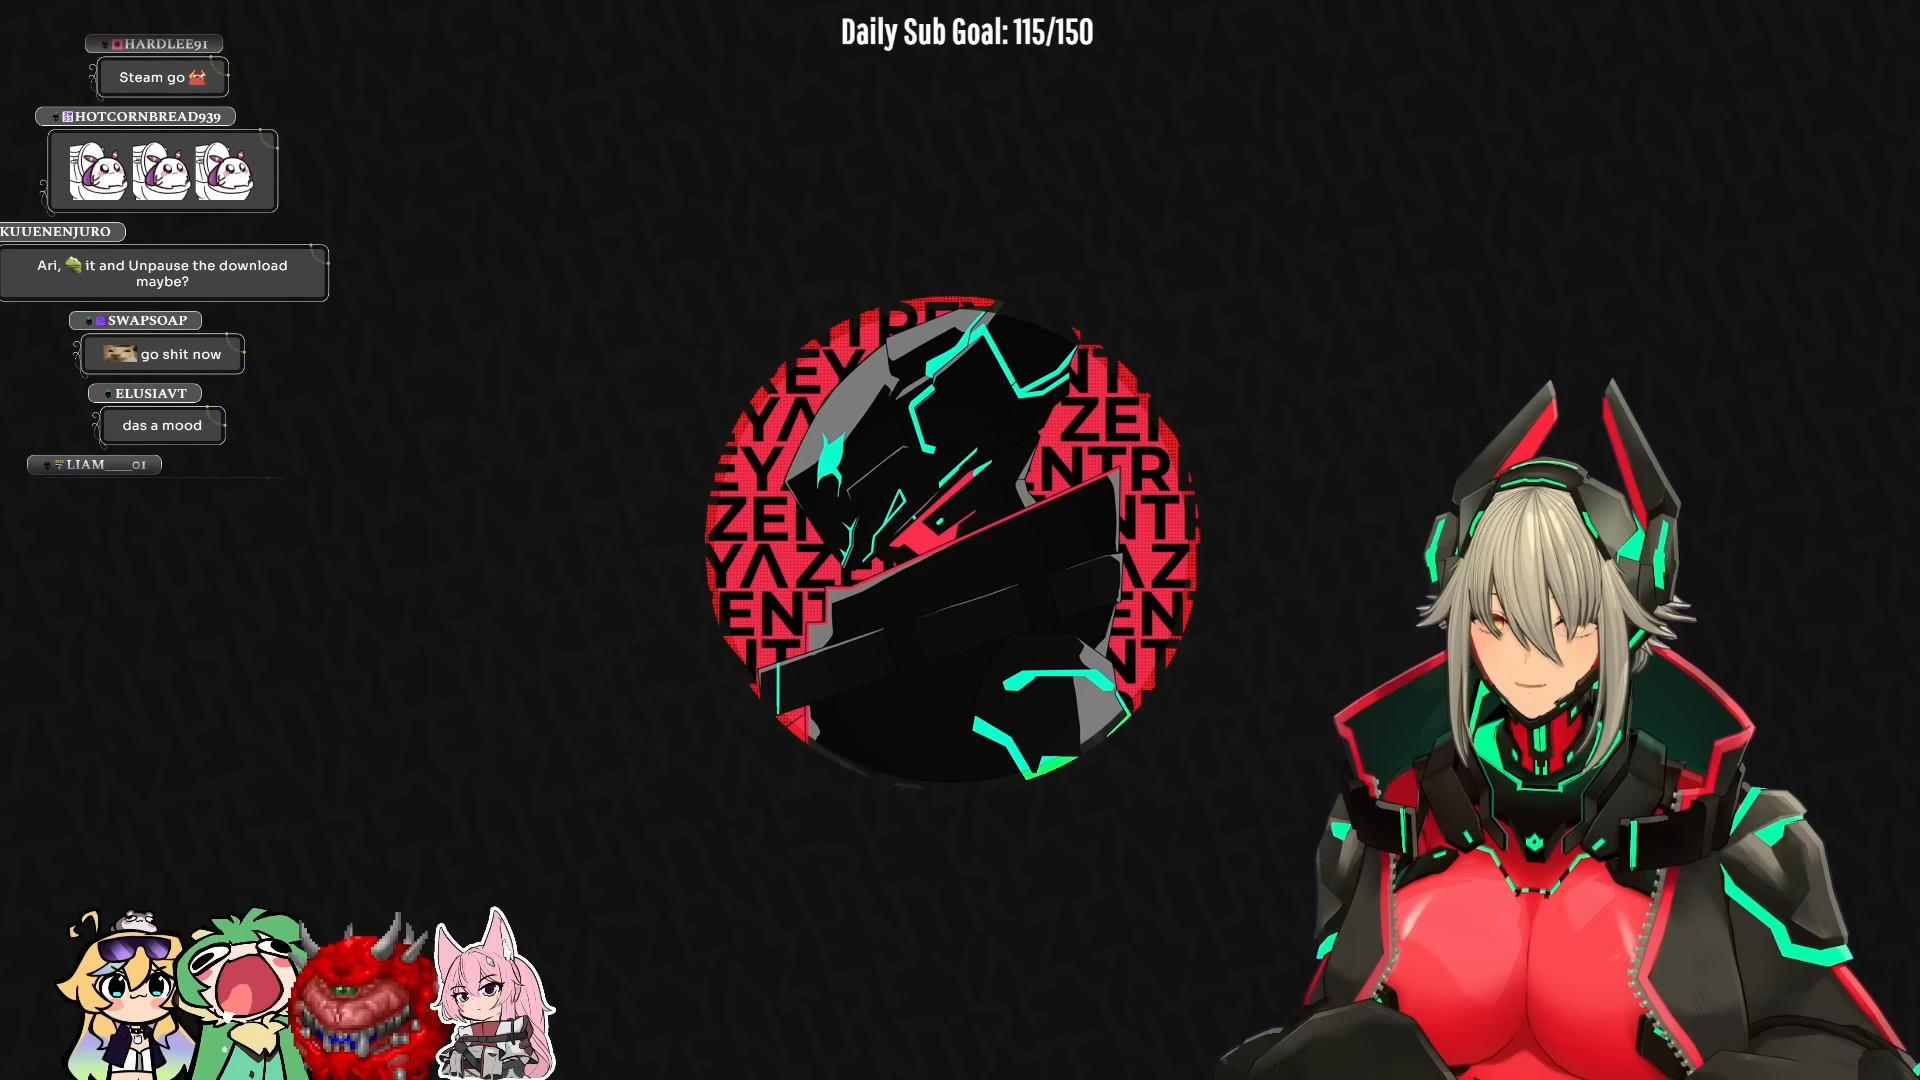 Daily Sub Goal: 115/150
HARDLEE91
Steam go
HOTCORNBREAD939
KUUENENJURO
Ari, it and Unpause the download
maybe?
SWAPSOAP
go shit now
ELUSIAVT
das a mood
LIAM____01